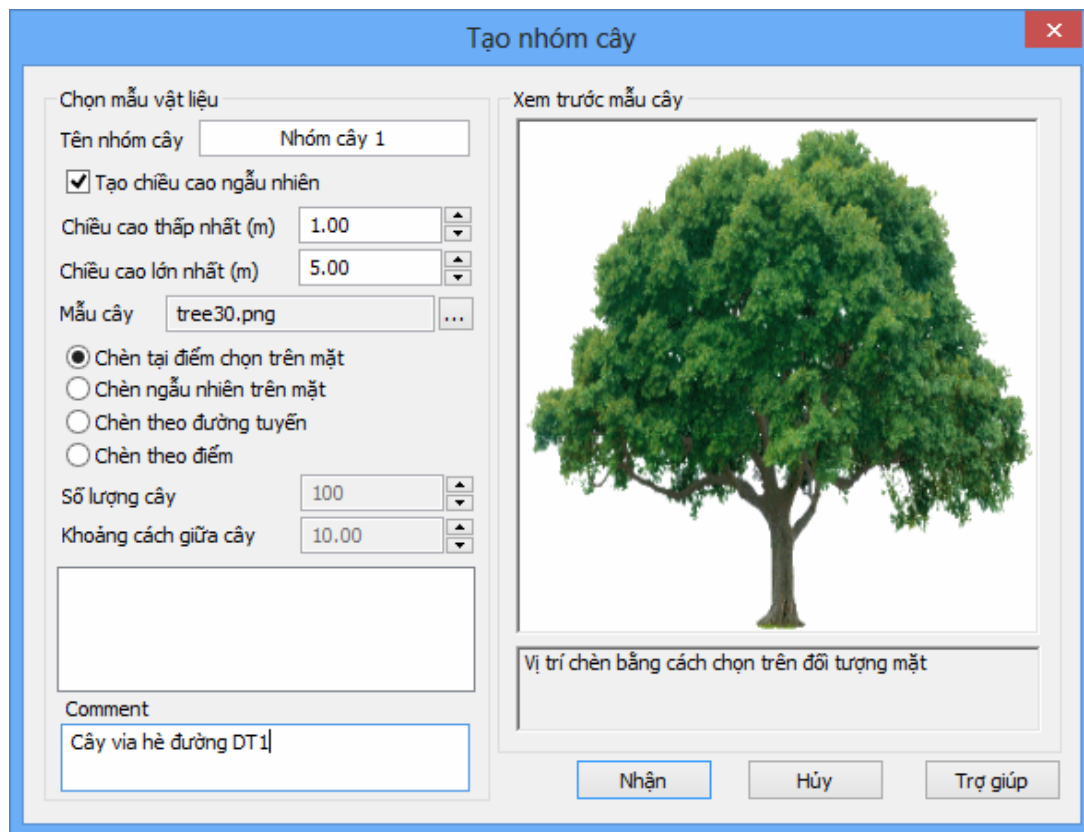 Tạo nhóm cây
Chọn mẫu vật liệu
Tên nhóm cây Nhóm cây 1
Tạo chiều cao ngẫu nhiên
Chiều cao thấp nhất (m) 1.00
Chiều cao lớn nhất (m) 5.00
Mẫu cây tree30.png ...
Chèn tại điểm chọn trên mặt
Chèn ngẫu nhiên trên mặt
Chèn theo đường tuyến
Chèn theo điểm
Số lượng cây 100
Khoảng cách giữa cây 10.00
Comment
Cây via hè đường DT1
Xem trước mẫu cây
Vị trí chèn bằng cách chọn trên đối tượng mặt
Nhận Hủy Trợ giúp